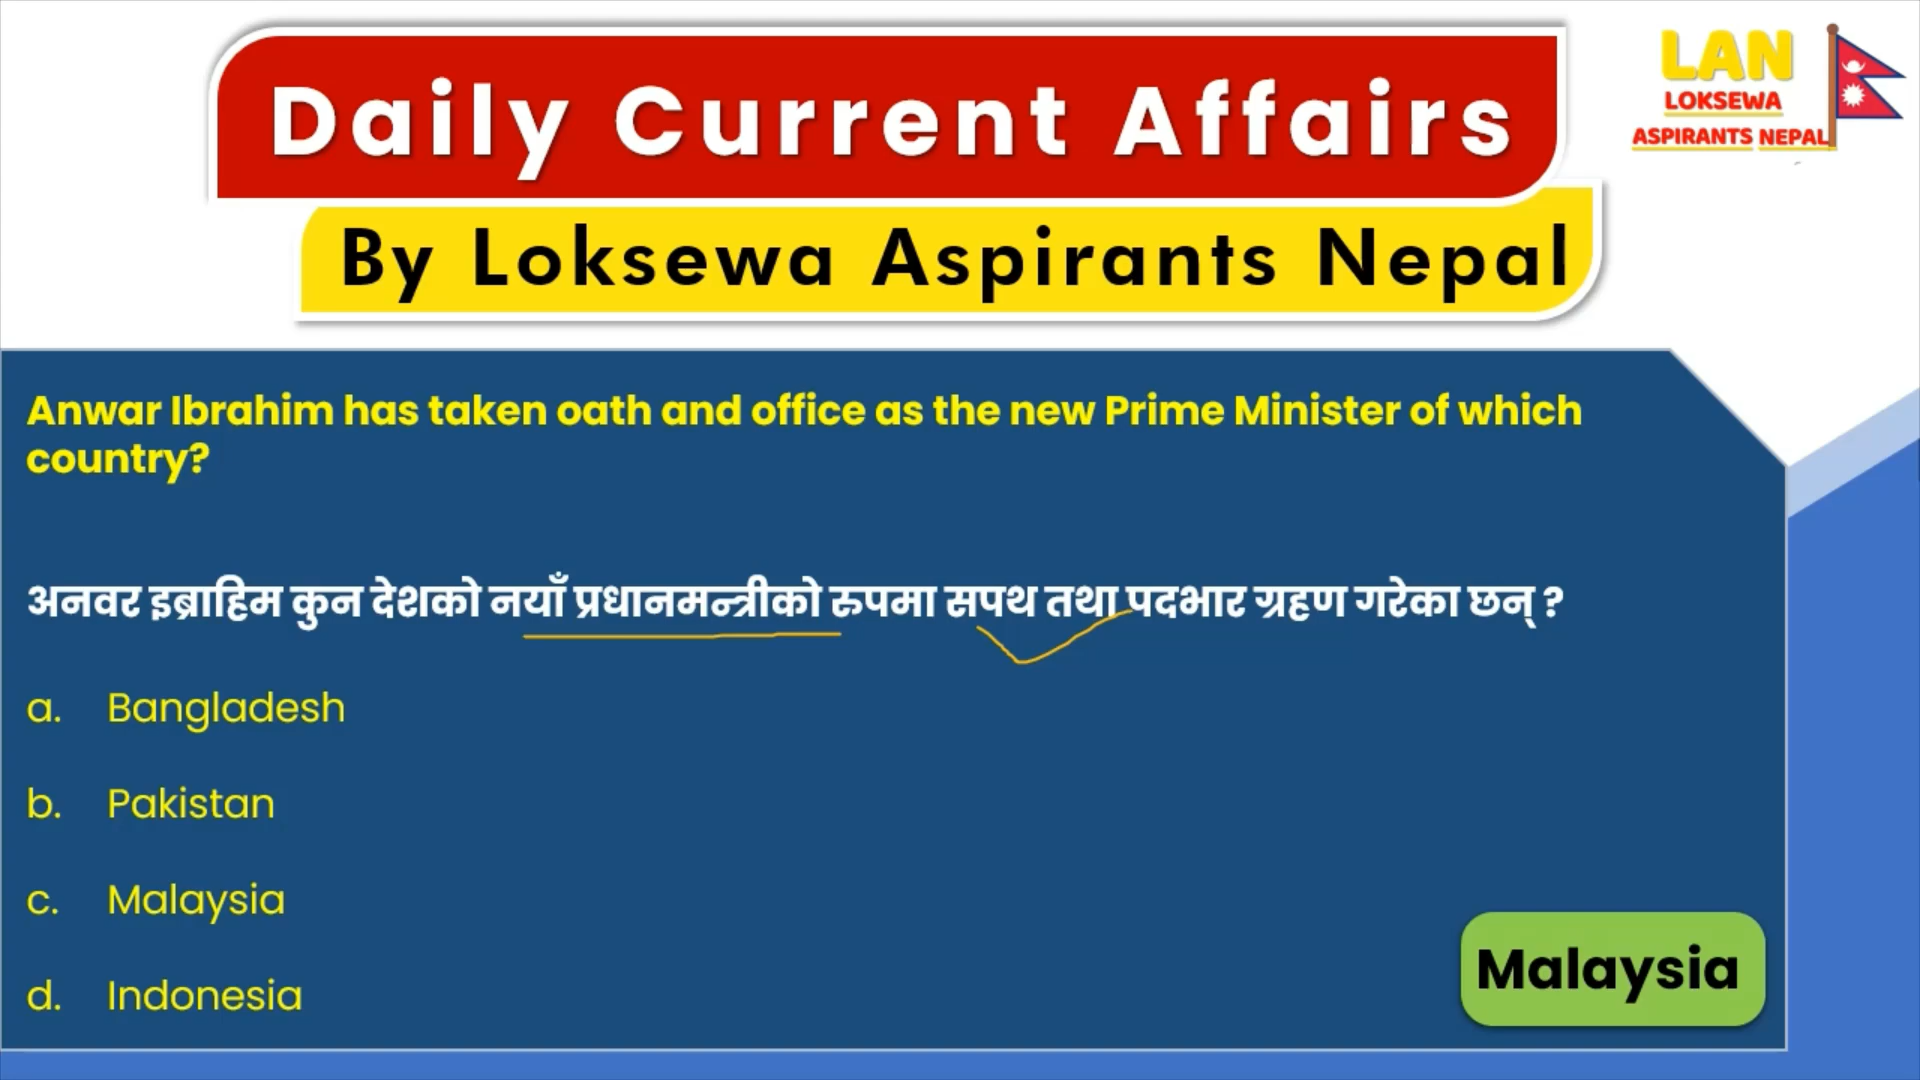 Daily Current Affairs
By Loksewa Aspirants Nepal
LAN
LOKSEWA
ASPIRANTS NEPAL
Anwar Ibrahim has taken oath and office as the new Prime Minister of which
country?
अनवर इब्राहिम कुन देशको नयाँ प्रधानमन्त्रीको रुपमा सपथ तथा पदभार ग्रहण गरेका छन् ?
a. Bangladesh
b. Pakistan
c. Malaysia
d. Indonesia
Malaysia